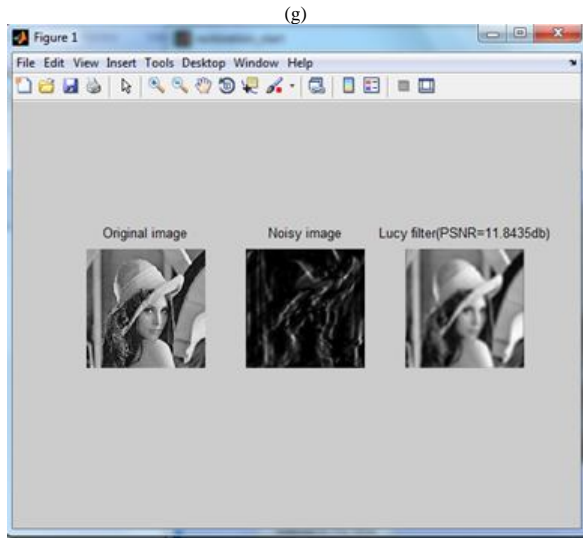 (g)
Figure 1
File Edit View Insert Tools Desktop Window Help
Original image Noisy image Lucy filter(PSNR=11.8435db)